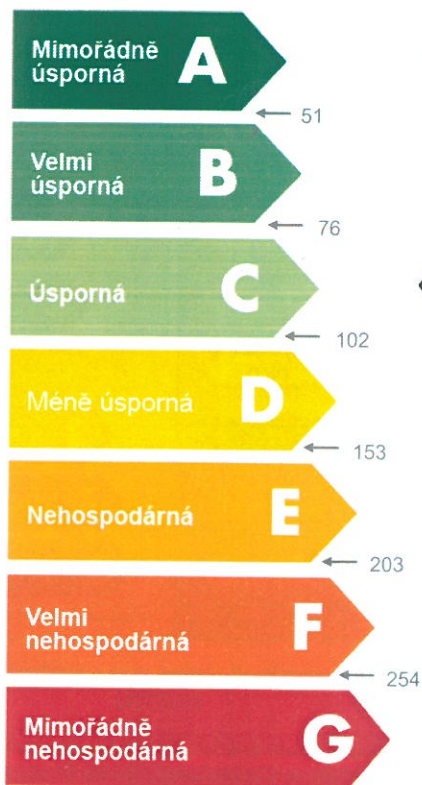 Mimořádně
úsporná
A
51
Velmi
úsporná
B
76
Úsporná
C
102
Méně úsporná
D
153
Nehospodárná
E
203
Velmi
nehospodárná
F
254
Mimořádně
nehospodárná
G